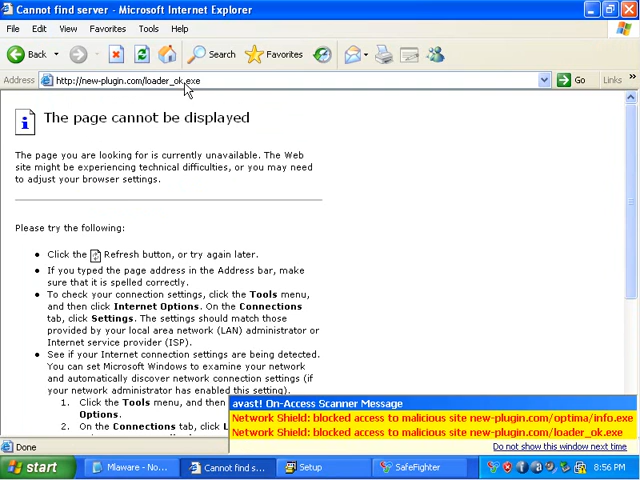 Cannot find server - Microsoft Internet Explorer
File Edit View Favorites Tools Help
Back Search Favorites
Address http://new-plugin.com/loader_ok.exe Go Links »
The page cannot be displayed
The page you are looking for is currently unavailable. The Web
site might be experiencing technical difficulties, or you may need
to adjust your browser settings.
Please try the following:
• Click the Refresh button, or try again later.
• If you typed the page address in the Address bar, make
sure that it is spelled correctly.
• To check your connection settings, click the Tools menu,
and then click Internet Options. On the Connections
tab, click Settings. The settings should match those
provided by your local area network (LAN) administrator or
Internet service provider (ISP).
• See if your Internet connection settings are being detected.
You can set Microsoft Windows to examine your network
and automatically discover network connection settings (if
your network administrator has enabled this setting).
1. Click the Tools menu, and then
Options.
2. On the Connections tab, click L
avast! On-Access Scanner Message
Network Shield: blocked access to malicious site new-plugin.com/optima/info.exe
Network Shield: blocked access to malicious site new-plugin.com/loader_ok.exe
Do not show this window next time
Done
start Mlaware - No... Cannot find s... Setup SafeFighter 8:56 PM